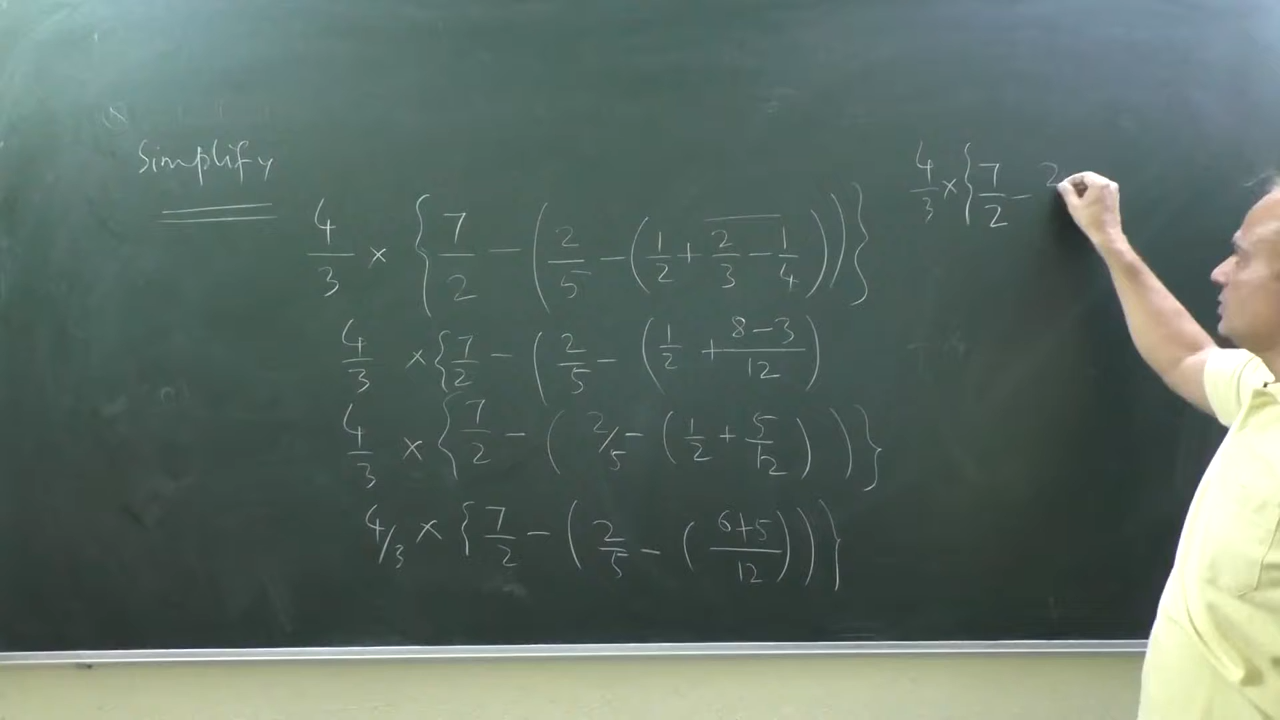 Simplify
4/3 × {7/2 − (2/5 − (1/2 + \overline{2/3 − 1/4}))}
4/3 × {7/2 − (2/5 − (1/2 + (8−3)/12)
4/3 × {7/2 − (2/5 − (1/2 + 5/12))}
4/3 × {7/2 − (2/5 − ((6+5)/12))}
4/3 × {7/2 − 2